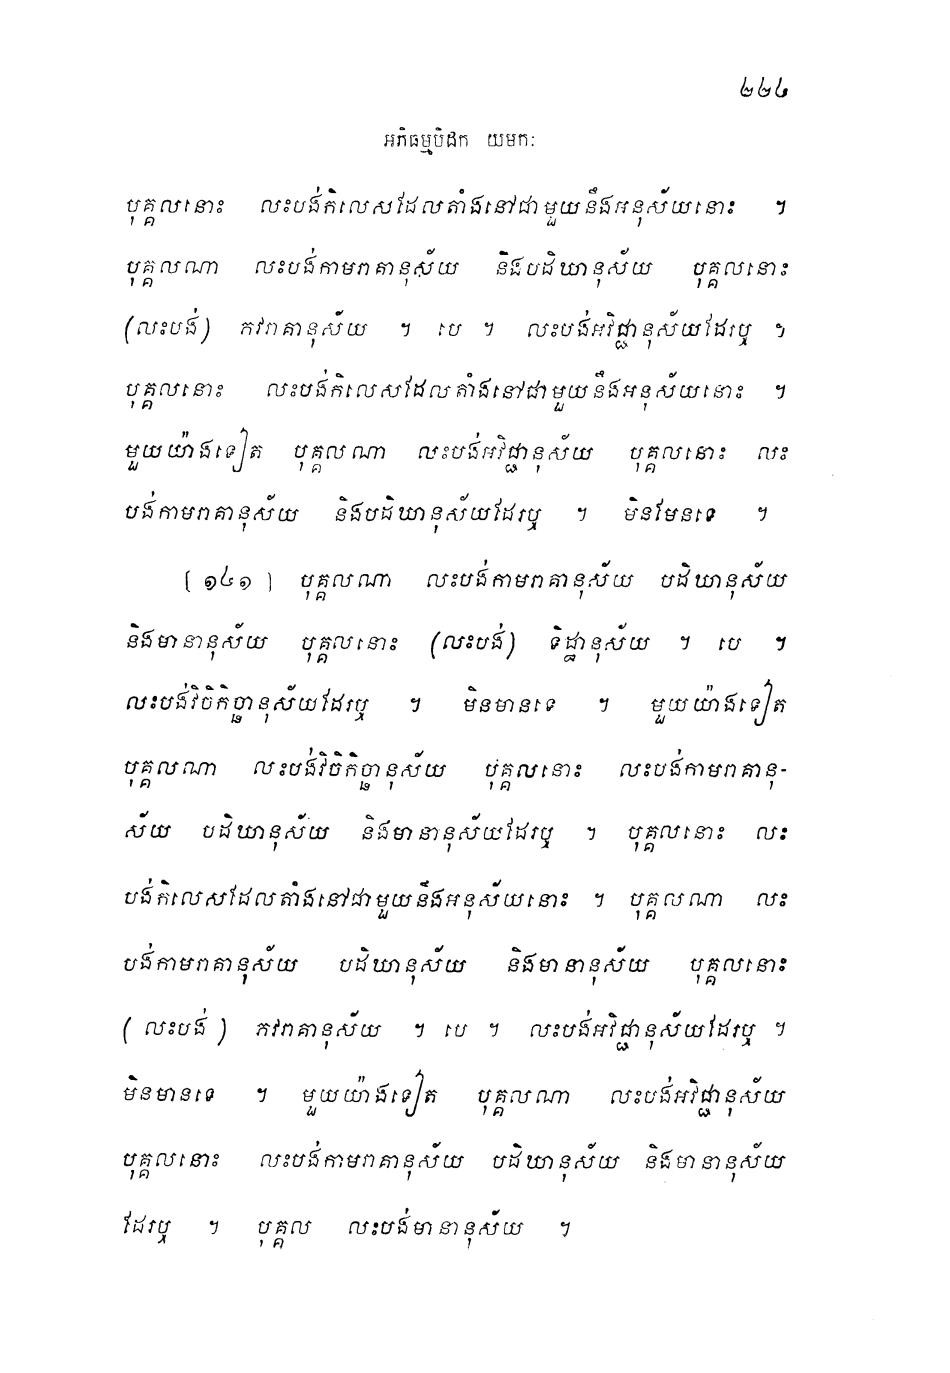 ២២៤
អភិធម្មបិដក យមកៈ
បុគ្គលនោះ លះបង់កិលេសដែលតាំងនៅជាមួយនឹងអនុស័យនោះ ។
បុគ្គលណា លះបង់កាមរាគានុស័យ និងបដិឃានុស័យ បុគ្គលនោះ
(លះបង់) ភវរាគានុស័យ ។ បេ ។ លះបង់អវិជ្ជានុស័យដែរឬ ។
បុគ្គលនោះ លះបង់កិលេសដែលតាំងនៅជាមួយនឹងអនុស័យនោះ ។
មួយយ៉ាងទៀត បុគ្គលណា លះបង់អវិជ្ជានុស័យ បុគ្គលនោះ លះ
បង់កាមរាគានុស័យ និងបដិឃានុស័យដែរឬ ។ មិនមែនទេ ។
[១៤១] បុគ្គលណា លះបង់កាមរាគានុស័យ បដិឃានុស័យ
និងមានានុស័យ បុគ្គលនោះ (លះបង់) ទិដ្ឋានុស័យ ។ បេ ។
លះបង់វិចិកិច្ឆានុស័យដែរឬ ។ មិនមានទេ ។ មួយយ៉ាងទៀត
បុគ្គលណា លះបង់វិចិកិច្ឆានុស័យ បុគ្គលនោះ លះបង់កាមរាគានុ-
ស័យ បដិឃានុស័យ និងមានានុស័យដែរឬ ។ បុគ្គលនោះ លះ
បង់កិលេសដែលតាំងនៅជាមួយនឹងអនុស័យនោះ ។ បុគ្គលណា លះ
បង់កាមរាគានុស័យ បដិឃានុស័យ និងមានានុស័យ បុគ្គលនោះ
(លះបង់) ភវរាគានុស័យ ។ បេ ។ លះបង់អវិជ្ជានុស័យដែរឬ ។
មិនមានទេ ។ មួយយ៉ាងទៀត បុគ្គលណា លះបង់អវិជ្ជានុស័យ
បុគ្គលនោះ លះបង់កាមរាគានុស័យ បដិឃានុស័យ និងមានានុស័យ
ដែរឬ ។ បុគ្គល លះបង់មានានុស័យ ។